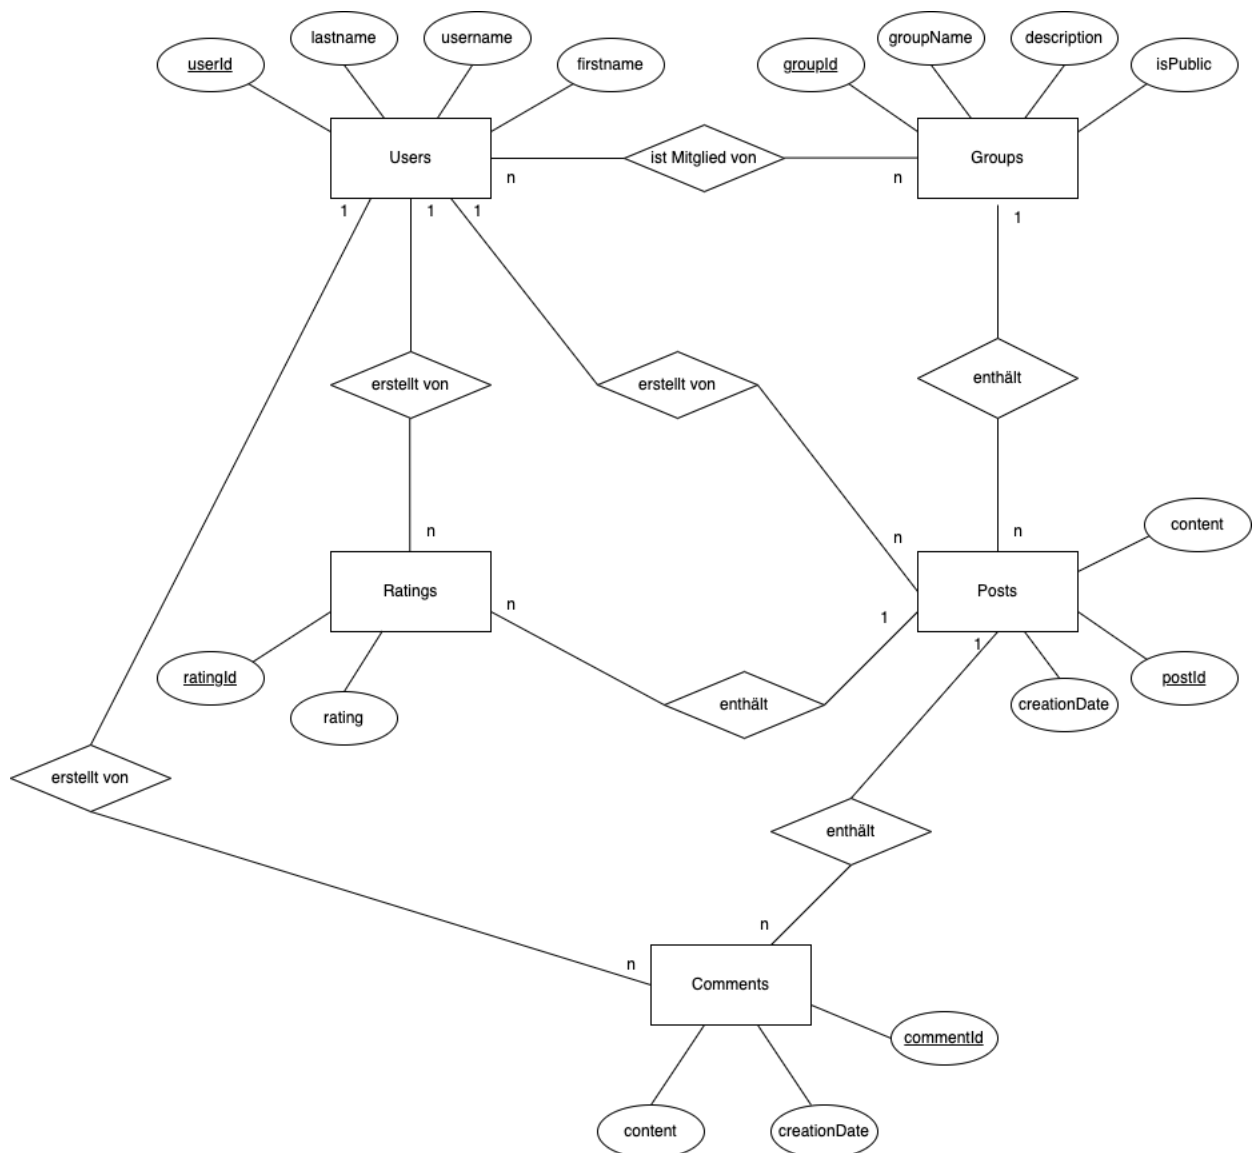 lastname
username
groupName
description
userId
firstname
groupId
isPublic
Users
ist Mitglied von
Groups
n
n
1
1
1
1
erstellt von
erstellt von
enthält
n
n
n
content
Ratings
Posts
n
1
1
ratingId
postId
rating
enthält
creationDate
erstellt von
enthält
n
n
Comments
commentId
content
creationDate